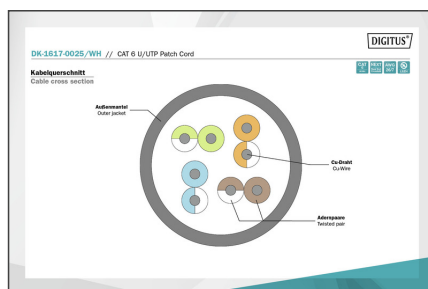 DIGITUS®
DK-1617-0025/WH // CAT 6 U/UTP Patch Cord
Kabelquerschnitt
Cable cross section
Außenmantel
Outer jacket
Cu-Draht
Cu-Wire
Aderpaare
Twisted pair